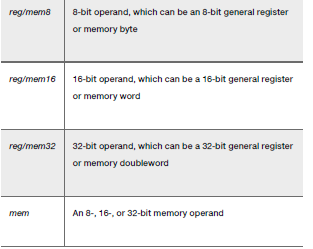 reg/mem8 8-bit operand, which can be an 8-bit general register
or memory byte
reg/mem16 16-bit operand, which can be a 16-bit general register
or memory word
reg/mem32 32-bit operand, which can be a 32-bit general register
or memory doubleword
mem An 8-, 16-, or 32-bit memory operand